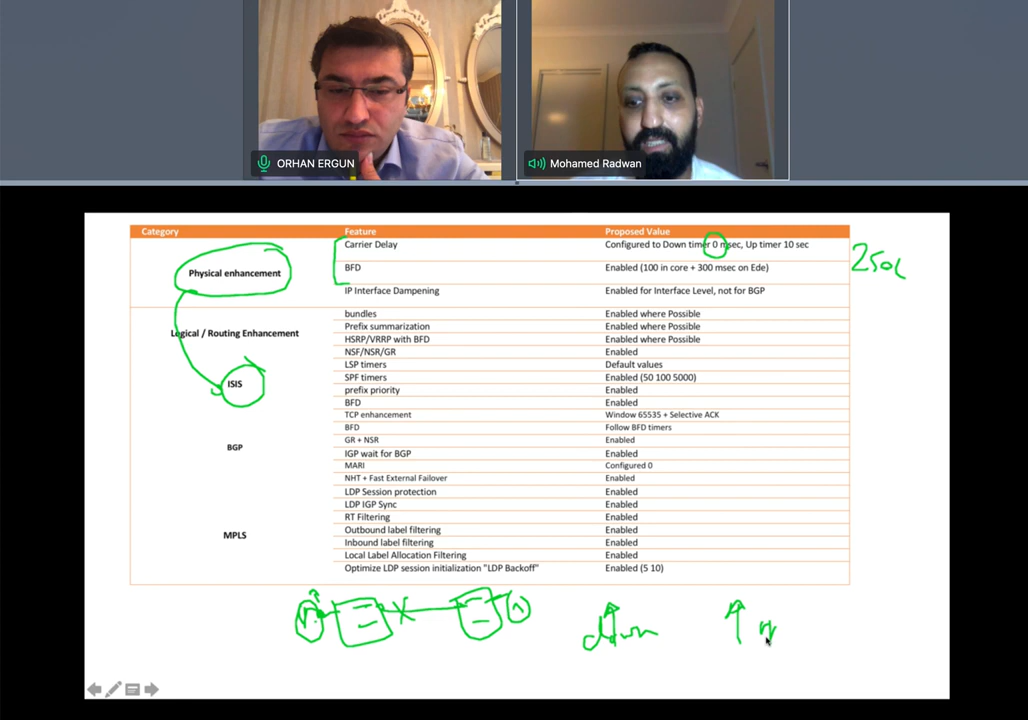 ORHAN ERGUN
Mohamed Radwan
Category Feature Proposed Value
Carrier Delay Configured to Down timer 0 msec, Up timer 10 sec
Physical enhancement BFD Enabled (100 in core + 300 msec on Ede)
IP Interface Dampening Enabled for Interface Level, not for BGP
bundles Enabled where Possible
Prefix summarization Enabled where Possible
Logical / Routing Enhancement HSRP/VRRP with BFD Enabled where Possible
NSF/NSR/GR Enabled
LSP timers Default values
SPF timers Enabled (50 100 5000)
ISIS prefix priority Enabled
BFD Enabled
TCP enhancement Window 65535 + Selective ACK
BFD Follow BFD timers
GR + NSR Enabled
BGP IGP wait for BGP Enabled
MARI Configured 0
NHT + Fast External Failover Enabled
LDP Session protection Enabled
LDP IGP Sync Enabled
RT Filtering Enabled
MPLS Outbound label filtering Enabled
Inbound label filtering Enabled
Local Label Allocation Filtering Enabled
Optimize LDP session initialization "LDP Backoff" Enabled (5 10)
down